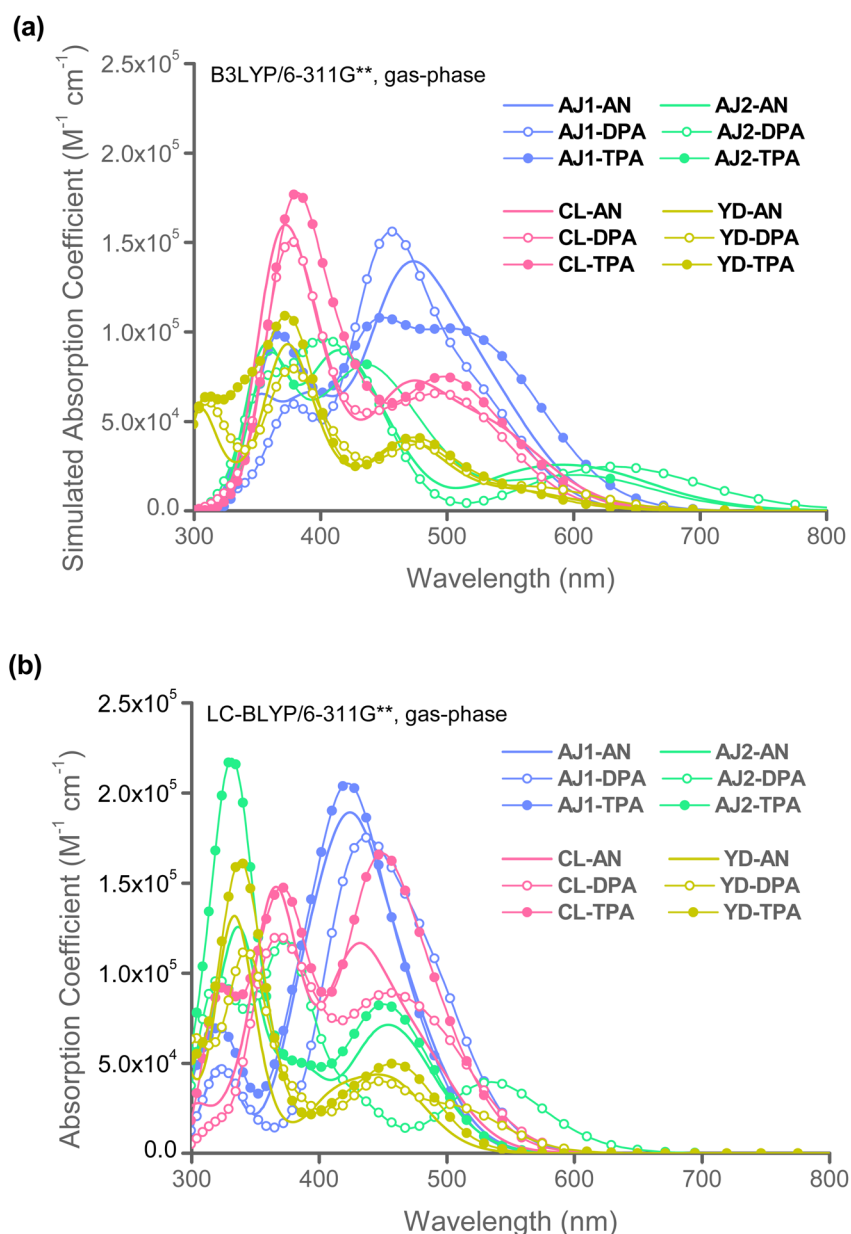 (a)
B3LYP/6-311G**, gas-phase
Simulated Absorption Coefficient (M⁻¹ cm⁻¹)
2.5x10⁵
2.0x10⁵
1.5x10⁵
1.0x10⁵
5.0x10⁴
0.0
AJ1-AN AJ2-AN
AJ1-DPA AJ2-DPA
AJ1-TPA AJ2-TPA
CL-AN YD-AN
CL-DPA YD-DPA
CL-TPA YD-TPA
300 400 500 600 700 800
Wavelength (nm)
(b)
LC-BLYP/6-311G**, gas-phase
Absorption Coefficient (M⁻¹ cm⁻¹)
2.5x10⁵
2.0x10⁵
1.5x10⁵
1.0x10⁵
5.0x10⁴
0.0
AJ1-AN AJ2-AN
AJ1-DPA AJ2-DPA
AJ1-TPA AJ2-TPA
CL-AN YD-AN
CL-DPA YD-DPA
CL-TPA YD-TPA
300 400 500 600 700 800
Wavelength (nm)